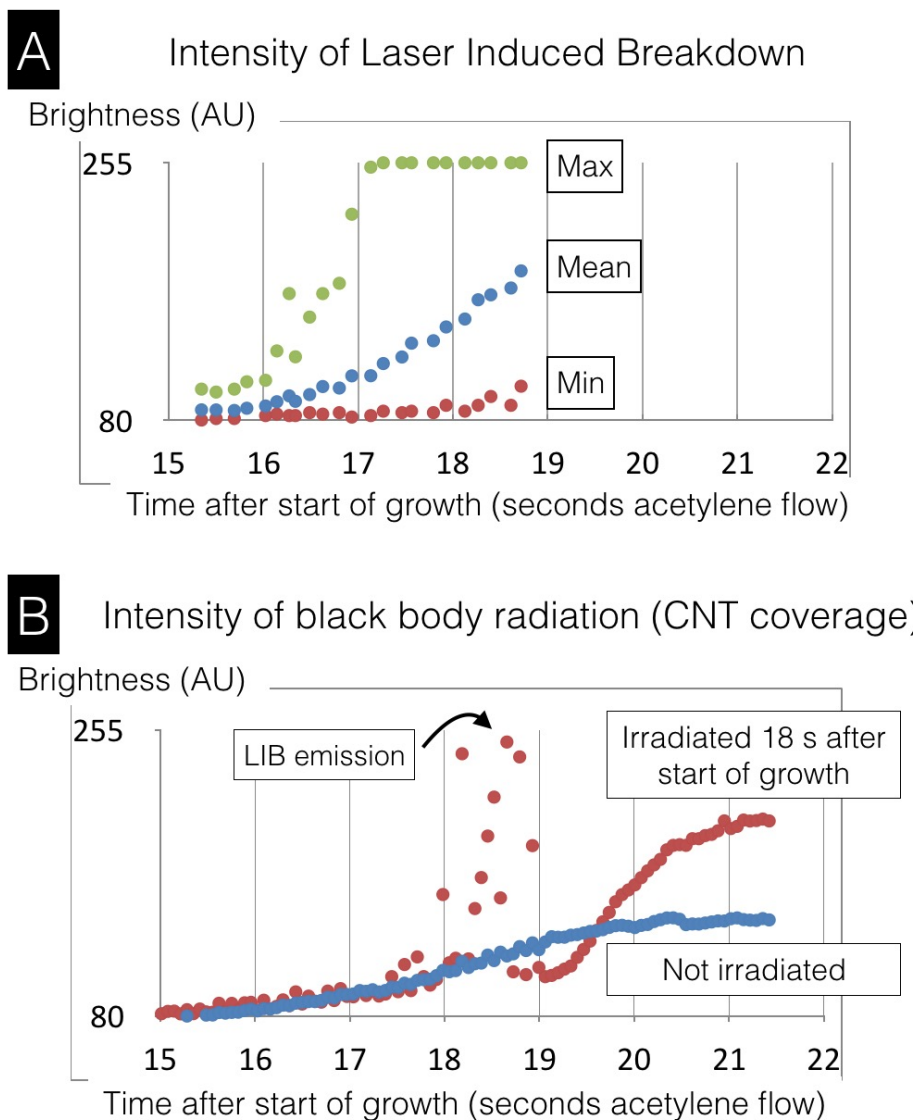 A
Intensity of Laser Induced Breakdown
Brightness (AU)
255
Max
Mean
Min
80
15 16 17 18 19 20 21 22
Time after start of growth (seconds acetylene flow)
B
Intensity of black body radiation (CNT coverage)
Brightness (AU)
255
LIB emission
Irradiated 18 s after
start of growth
Not irradiated
80
15 16 17 18 19 20 21 22
Time after start of growth (seconds acetylene flow)